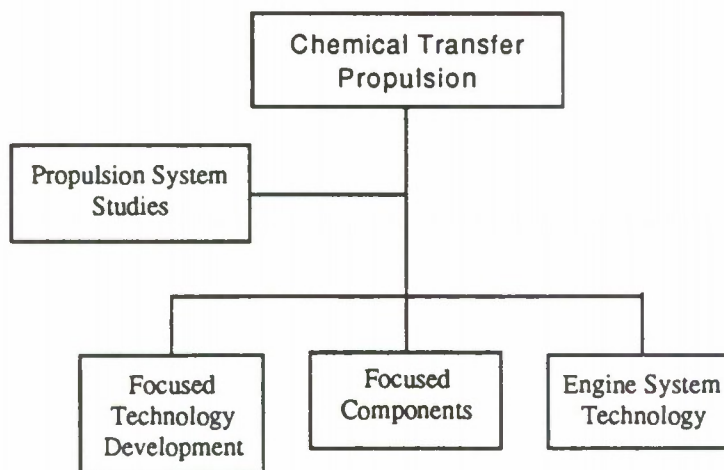 Chemical Transfer
Propulsion
Propulsion System
Studies
Focused
Technology
Development
Focused
Components
Engine System
Technology